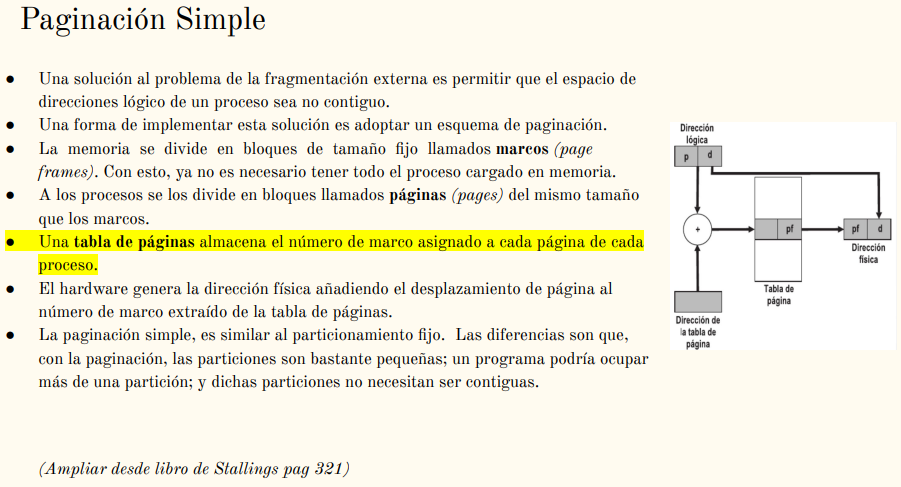 Paginación Simple
● Una solución al problema de la fragmentación externa es permitir que el espacio de
direcciones lógico de un proceso sea no contiguo.
● Una forma de implementar esta solución es adoptar un esquema de paginación.
● La memoria se divide en bloques de tamaño fijo llamados marcos (page
frames). Con esto, ya no es necesario tener todo el proceso cargado en memoria.
● A los procesos se los divide en bloques llamados páginas (pages) del mismo tamaño
que los marcos.
● Una tabla de páginas almacena el número de marco asignado a cada página de cada
proceso.
● El hardware genera la dirección física añadiendo el desplazamiento de página al
número de marco extraído de la tabla de páginas.
● La paginación simple, es similar al particionamiento fijo. Las diferencias son que,
con la paginación, las particiones son bastante pequeñas; un programa podría ocupar
más de una partición; y dichas particiones no necesitan ser contiguas.
(Ampliar desde libro de Stallings pag 321)
Dirección
lógica
p d
+
pf
pf d
Dirección
física
Tabla de
página
Dirección de
la tabla de
página